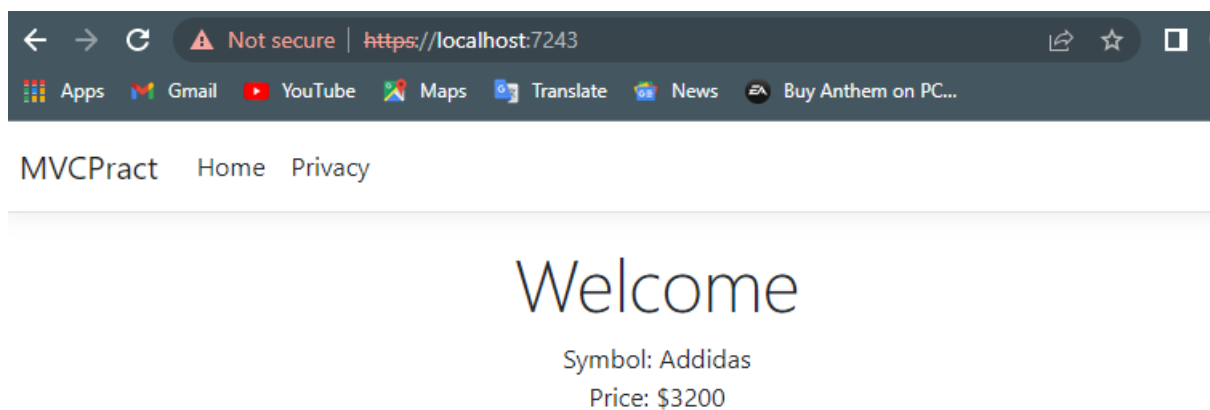 Not secure | https://localhost:7243
Apps Gmail YouTube Maps Translate News Buy Anthem on PC...
MVCPract Home Privacy
Welcome
Symbol: Addidas
Price: $3200